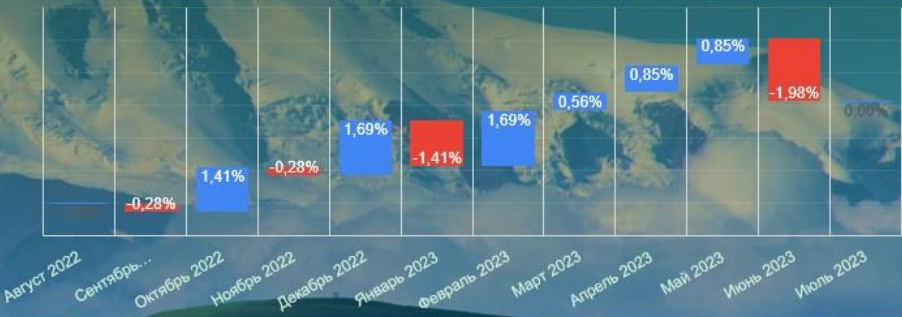 -0,28%
1,41%
-0,28%
1,69%
-1,41%
1,69%
0,56%
0,85%
0,85%
-1,98%
0,00%
Август 2022
Сентябрь...
Октябрь 2022
Ноябрь 2022
Декабрь 2022
Январь 2023
Февраль 2023
Март 2023
Апрель 2023
Май 2023
Июнь 2023
Июль 2023